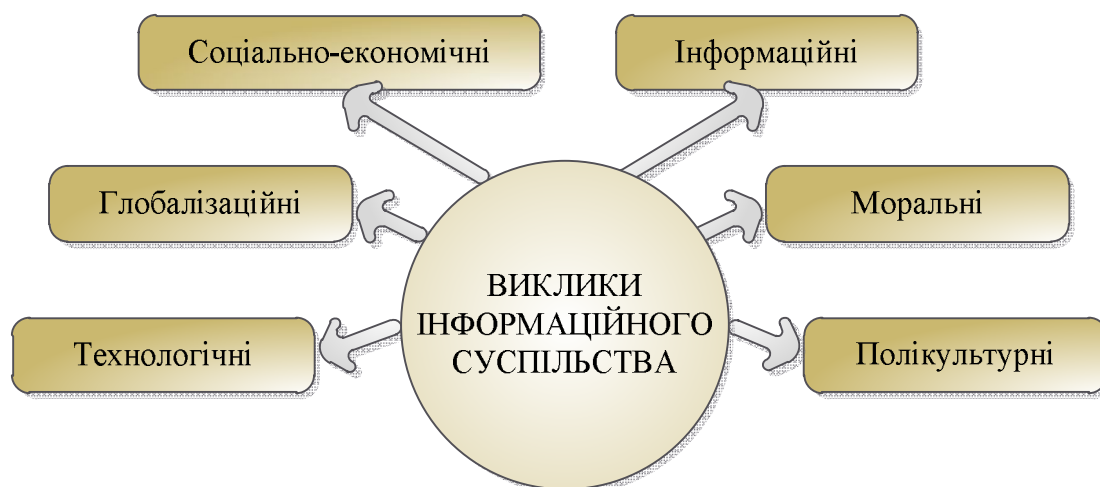 Соціально-економічні
Інформаційні
Глобалізаційні
Моральні
ВИКЛИКИ
ІНФОРМАЦІЙНОГО
СУСПІЛЬСТВА
Технологічні
Полікультурні